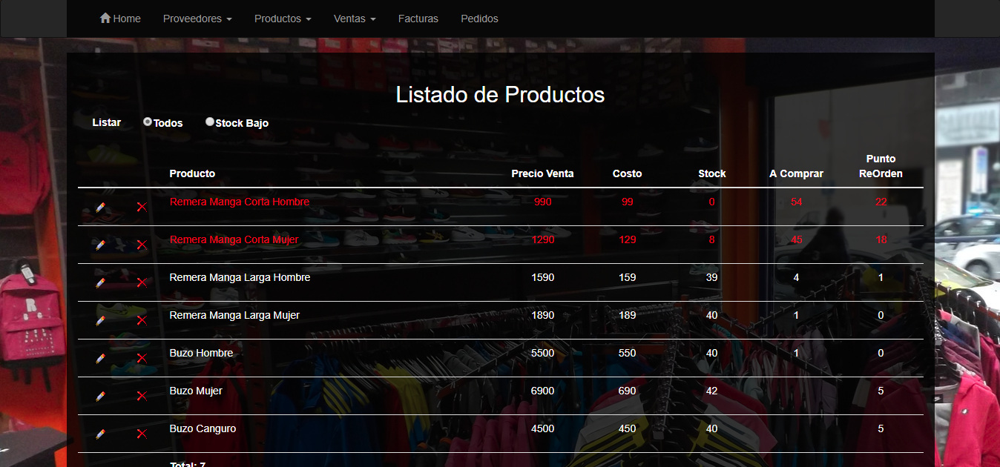 Home Proveedores Productos Ventas Facturas Pedidos
Listado de Productos
Listar Todos Stock Bajo
Producto Precio Venta Costo Stock A Comprar Punto ReOrden
Remera Manga Corta Hombre 990 99 0 54 22
Remera Manga Corta Mujer 1290 129 8 45 18
Remera Manga Larga Hombre 1590 159 39 4 1
Remera Manga Larga Mujer 1890 189 40 1 0
Buzo Hombre 5500 550 40 1 0
Buzo Mujer 6900 690 42 5
Buzo Canguro 4500 450 40 5
Total: 7